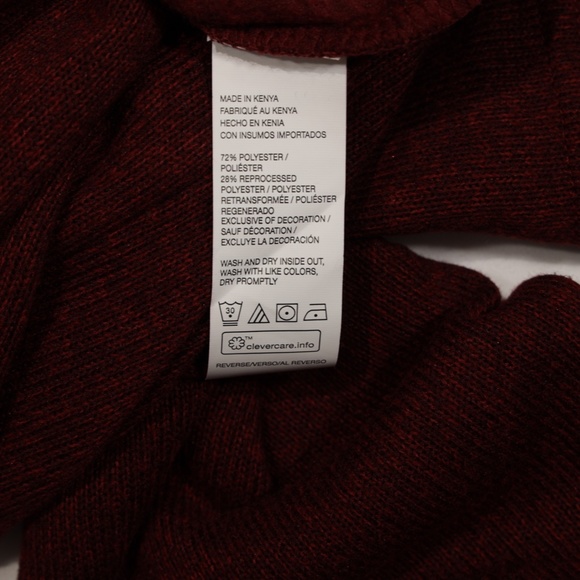 MADE IN KENYA
FABRIQUÉ AU KENYA
HECHO EN KENIA
CON INSUMOS IMPORTADOS
72% POLYESTER /
POLIÉSTER
28% REPROCESSED
POLYESTER / POLYESTER
RETRANSFORMÉE / POLIÉSTER
REGENERADO
EXCLUSIVE OF DECORATION /
SAUF DÉCORATION /
EXCLUYE LA DECORACIÓN
WASH AND DRY INSIDE OUT,
WASH WITH LIKE COLORS,
DRY PROMPTLY
30
™ clevercare.info
REVERSE/VERSO/AL REVERSO